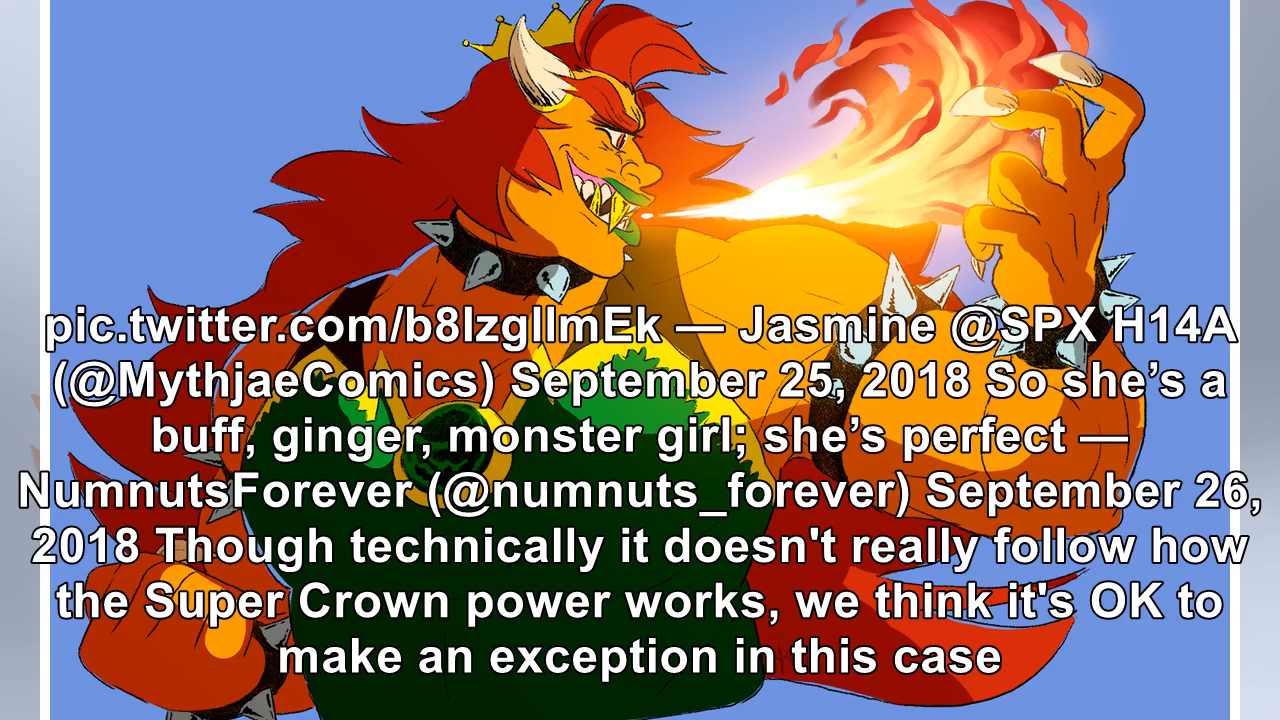 pic.twitter.com/b8lzgllmEk — Jasmine @SPX H14A
(@MythjaeComics) September 25, 2018 So she’s a
buff, ginger, monster girl; she’s perfect —
NumnutsForever (@numnuts_forever) September 26,
2018 Though technically it doesn't really follow how
the Super Crown power works, we think it's OK to
make an exception in this case